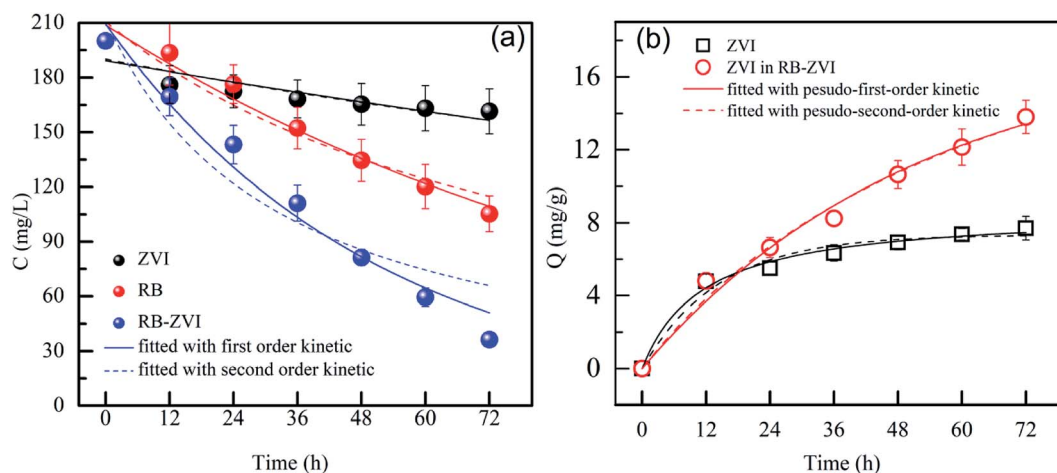 (a)
C (mg/L)
210
180
150
120
90
60
30
0
ZVI
RB
RB-ZVI
fitted with first order kinetic
fitted with second order kinetic
0 12 24 36 48 60 72
Time (h)
(b)
Q (mg/g)
16
12
8
4
0
ZVI
ZVI in RB-ZVI
fitted with pesudo-first-order kinetic
fitted with pesudo-second-order kinetic
0 12 24 36 48 60 72
Time (h)